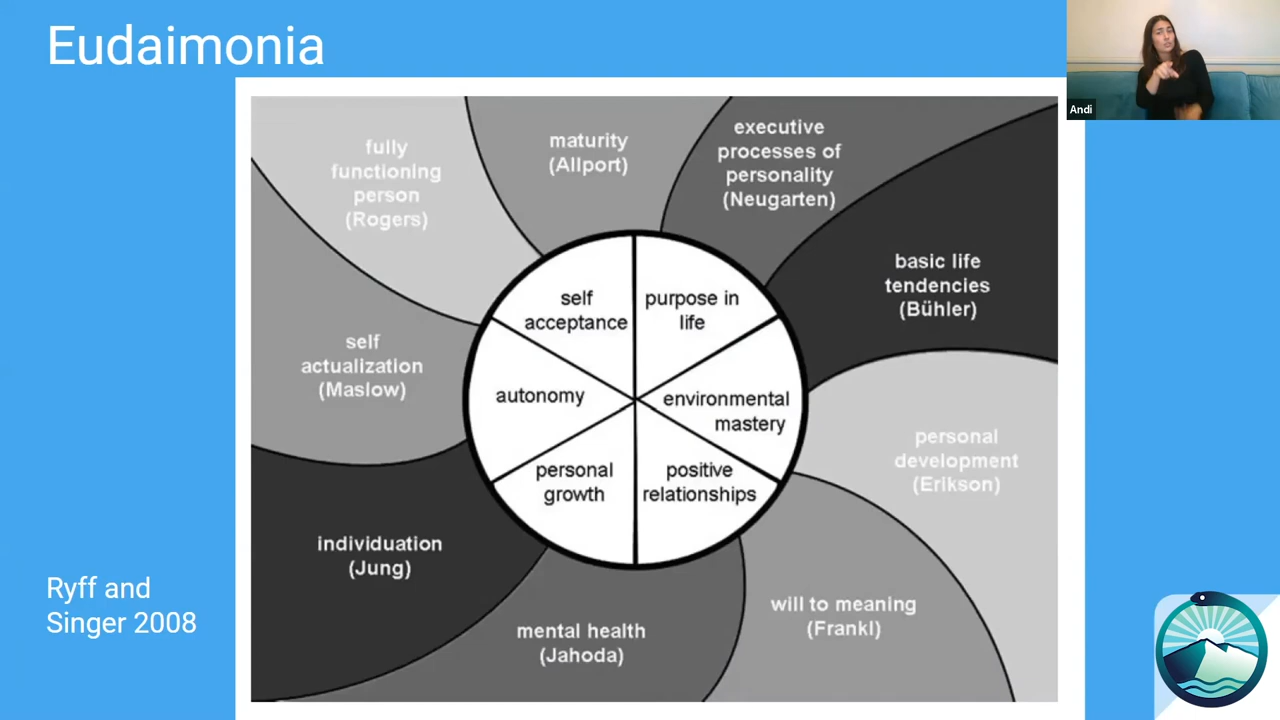 Eudaimonia
Andi
fully
functioning
person
(Rogers)
maturity
(Allport)
executive
processes of
personality
(Neugarten)
basic life
tendencies
(Bühler)
self
acceptance
purpose in
life
self
actualization
(Maslow)
autonomy
environmental
mastery
personal
growth
positive
relationships
personal
development
(Erikson)
individuation
(Jung)
mental health
(Jahoda)
will to meaning
(Frankl)
Ryff and
Singer 2008